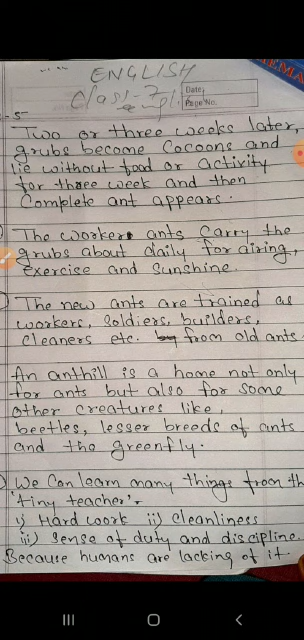 ENGLISH
Class-7
Date
Page No.
-5-
Two or three weeks later,
grubs become Cocoons and
lie without food or activity
for three week and then
Complete ant appears.
The workers ants carry the
grubs about daily for airing,
Exercise and sunshine.
The new ants are trained as
workers, Soldiers, builders,
cleaners etc. from old ants
An anthill is a home not only
for ants but also for some
other creatures like,
beetles, lesser breeds of ants
and the greenfly.
We Can learn many things from th
'tiny teacher'-
i) Hard work ii) cleanliness
iii) Sense of duty and discipline.
Because humans are lacking of it.